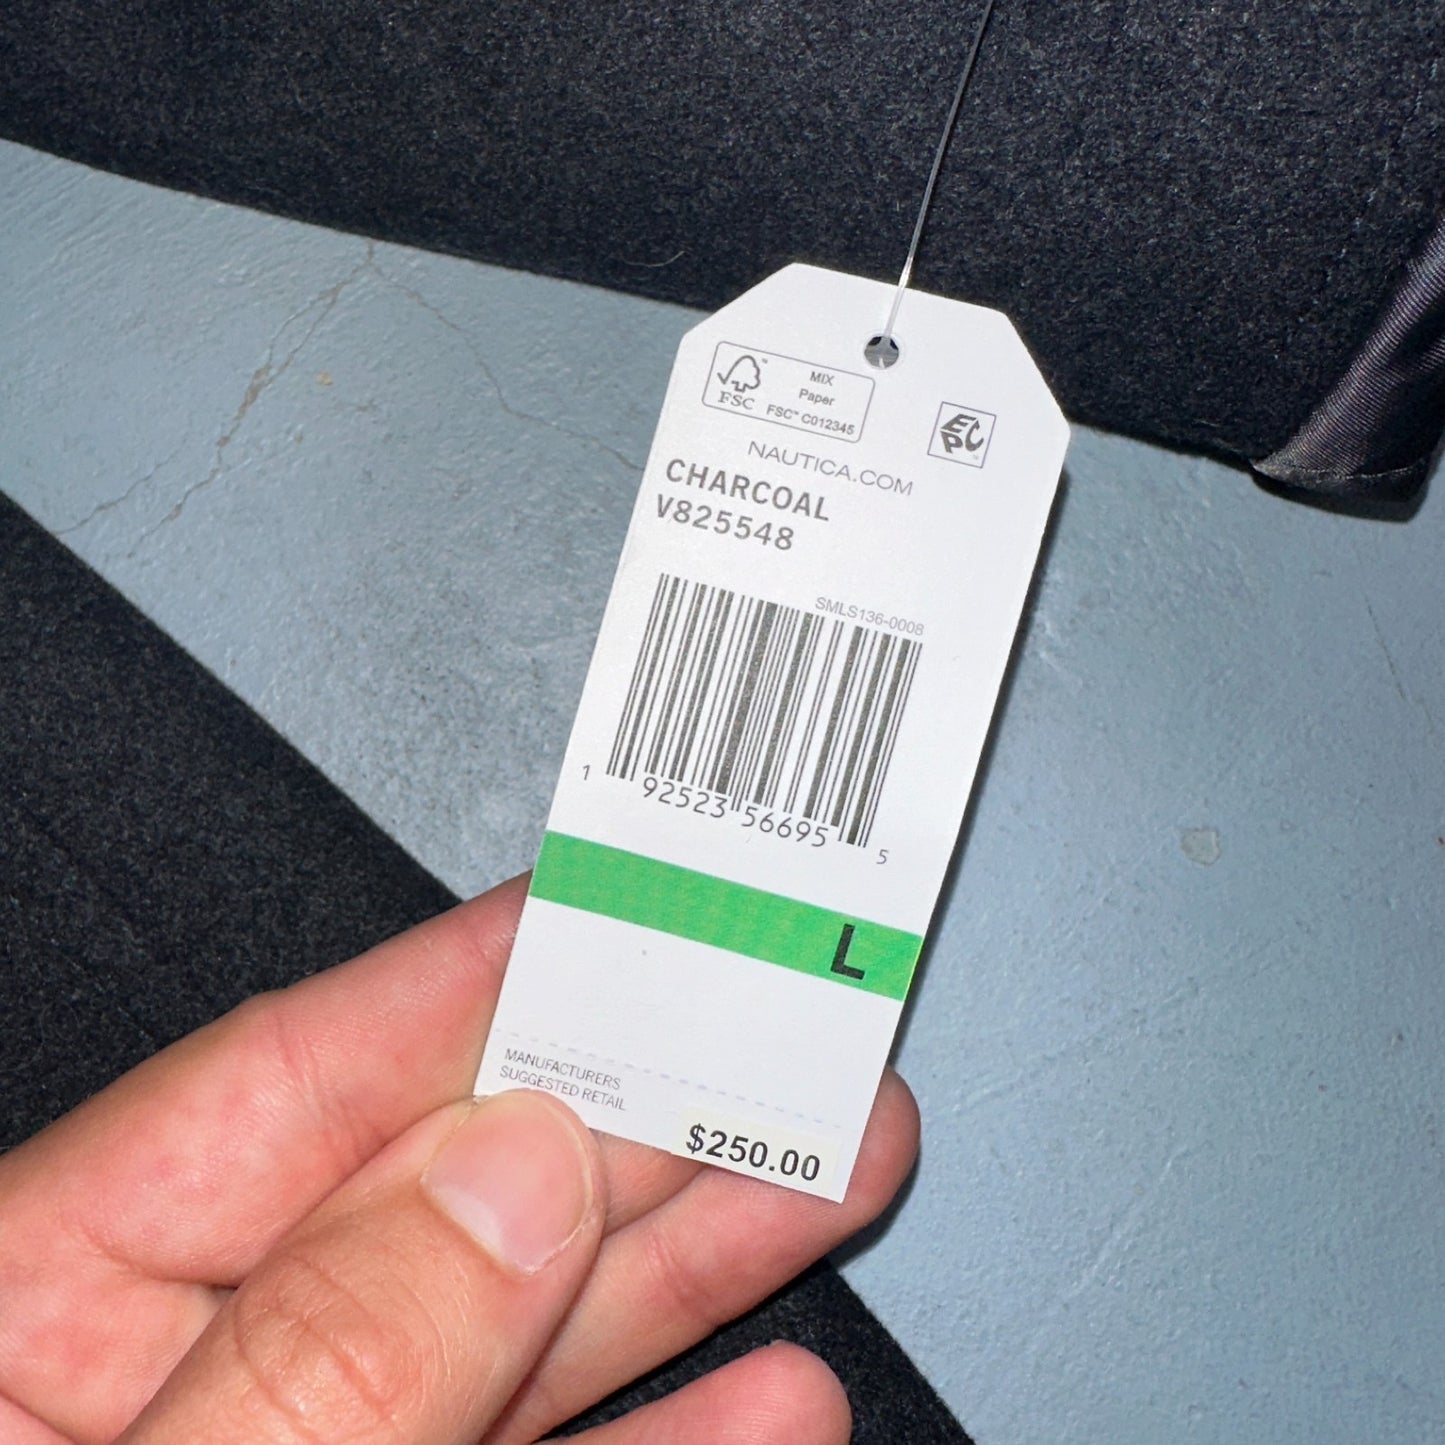 FSC
MIX
Paper
FSC™ C012345
EPC
NAUTICA.COM
CHARCOAL
V825548
SMLS136-0008
1 92523 56695 5
L
MANUFACTURERS
SUGGESTED RETAIL
$250.00